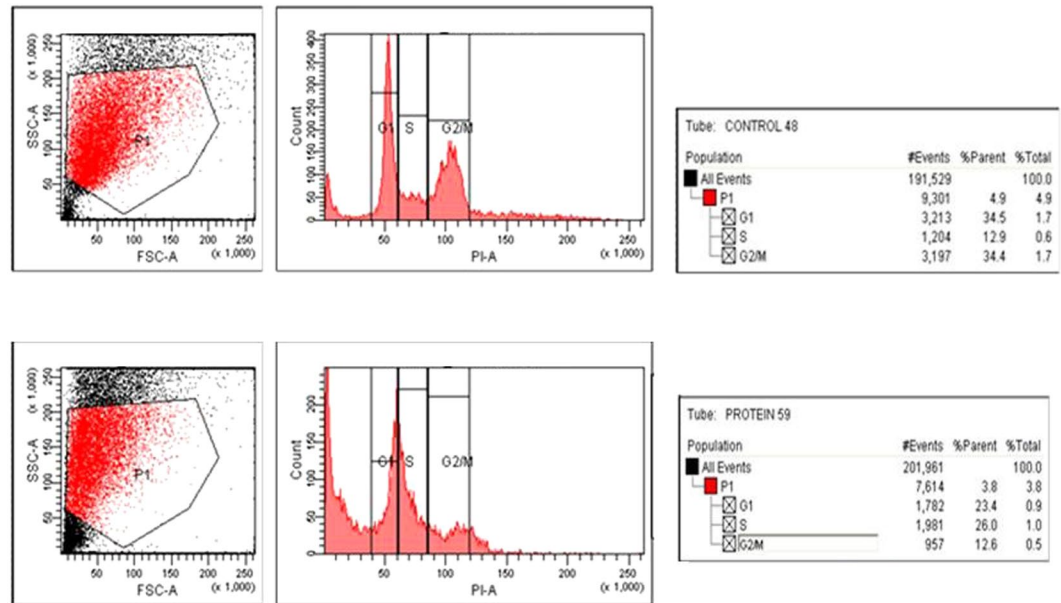 (x 1,000)
SSC-A
250
200
150
100
50
P1
50 100 150 200 250
FSC-A (x 1,000)
Count
400
350
300
250
200
150
100
50
0
G1 S G2/M
50 100 150 200 250
PI-A (x 1,000)
Tube: CONTROL 48
Population #Events %Parent %Total
All Events 191,529 100.0
P1 9,301 4.9 4.9
G1 3,213 34.5 1.7
S 1,204 12.9 0.6
G2/M 3,197 34.4 1.7
(x 1,000)
SSC-A
250
200
150
100
50
P1
50 100 150 200 250
FSC-A (x 1,000)
Count
200
150
100
50
0
G1 S G2/M
50 100 150 200 250
PI-A (x 1,000)
Tube: PROTEIN 59
Population #Events %Parent %Total
All Events 201,961 100.0
P1 7,614 3.8 3.8
G1 1,782 23.4 0.9
S 1,981 26.0 1.0
G2/M 957 12.6 0.5